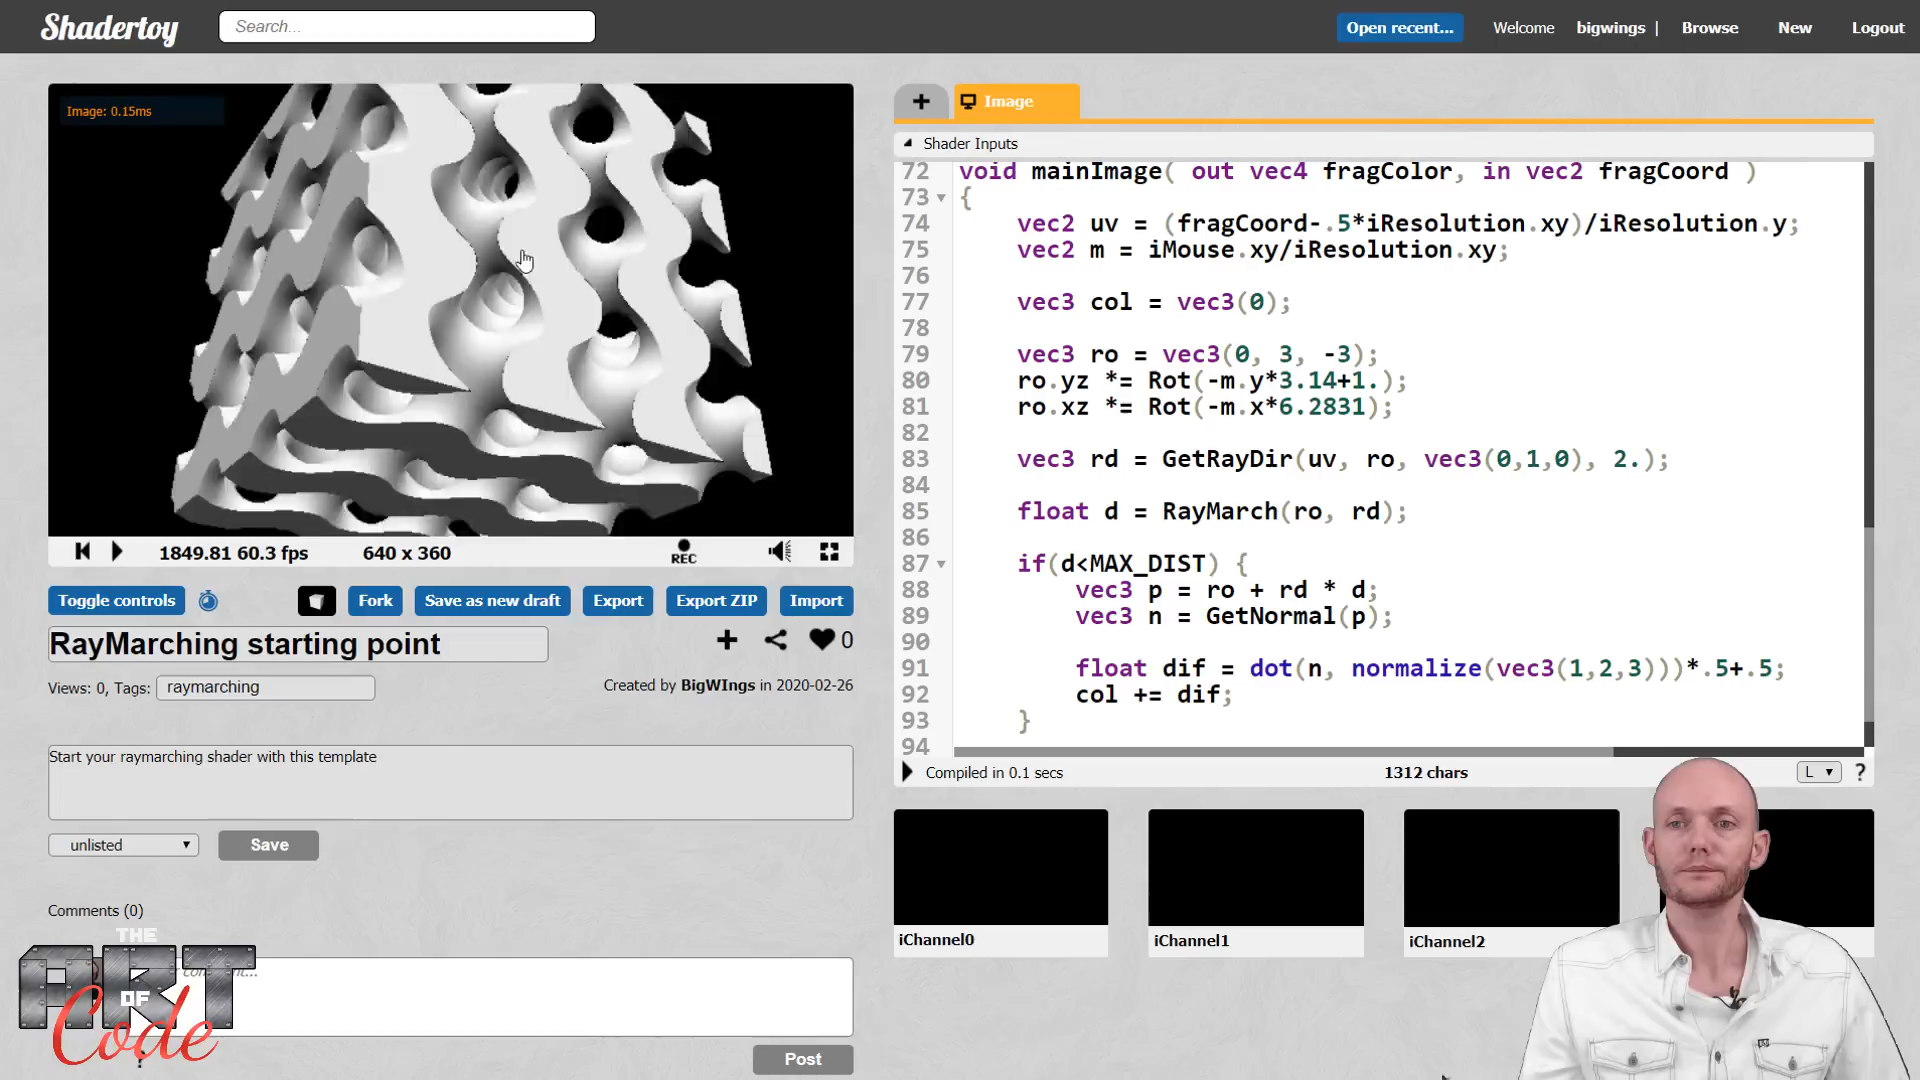 Shadertoy
Search...
Open recent...
Welcome bigwings |
Browse
New
Logout
Image: 0.15ms
1849.81 60.3 fps
640 x 360
REC
Toggle controls
Fork
Save as new draft
Export
Export ZIP
Import
RayMarching starting point
0
Views: 0, Tags: raymarching
Created by BigWIngs in 2020-02-26
Start your raymarching shader with this template
unlisted
Save
Comments (0)
THE
ART
OF
Code
Post
+
Image
Shader Inputs
72 void mainImage( out vec4 fragColor, in vec2 fragCoord )
73 {
74 vec2 uv = (fragCoord-.5*iResolution.xy)/iResolution.y;
75 vec2 m = iMouse.xy/iResolution.xy;
76
77 vec3 col = vec3(0);
78
79 vec3 ro = vec3(0, 3, -3);
80 ro.yz *= Rot(-m.y*3.14+1.);
81 ro.xz *= Rot(-m.x*6.2831);
82
83 vec3 rd = GetRayDir(uv, ro, vec3(0,1,0), 2.);
84
85 float d = RayMarch(ro, rd);
86
87 if(d<MAX_DIST) {
88 vec3 p = ro + rd * d;
89 vec3 n = GetNormal(p);
90
91 float dif = dot(n, normalize(vec3(1,2,3)))*.5+.5;
92 col += dif;
93 }
94
Compiled in 0.1 secs
1312 chars
L
?
iChannel0
iChannel1
iChannel2